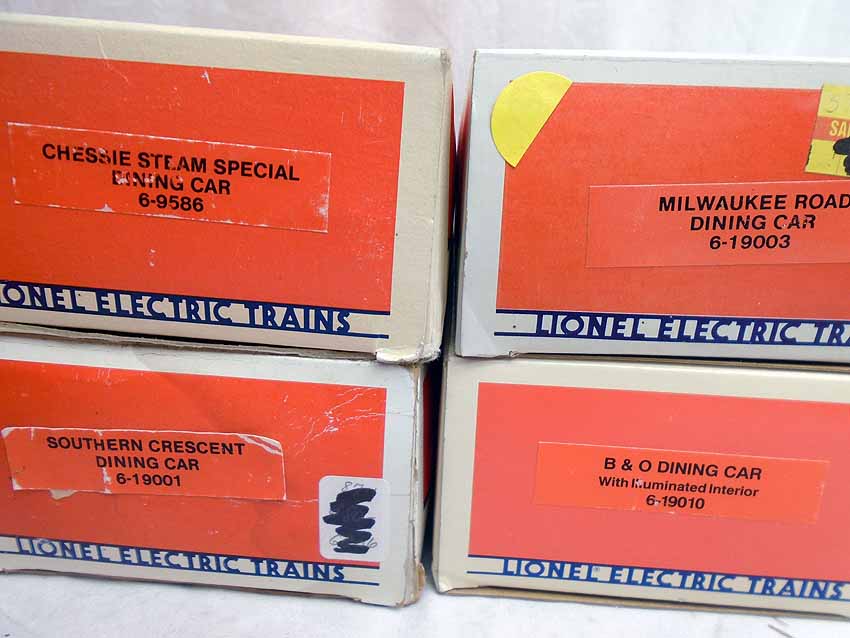 CHESSIE STEAM SPECIAL
DINING CAR
6-9586
LIONEL ELECTRIC TRAINS
MILWAUKEE ROAD
DINING CAR
6-19003
LIONEL ELECTRIC TRA
SOUTHERN CRESCENT
DINING CAR
6-19001
LIONEL ELECTRIC TRAINS
B & O DINING CAR
With Illuminated Interior
6-19010
LIONEL ELECTRIC TRAINS